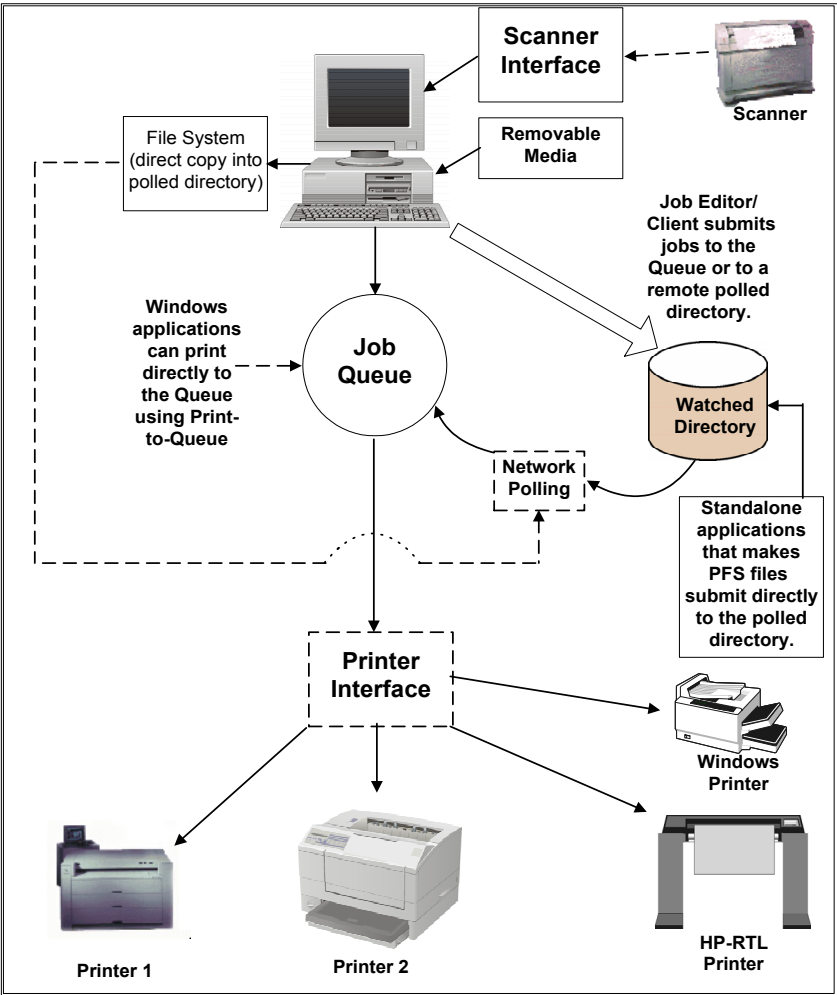 Scanner
Interface
Scanner
File System
(direct copy into
polled directory)
Removable
Media
Job Editor/
Client submits
jobs to the
Queue or to a
remote polled
directory.
Windows
applications
can print
directly to
the Queue
using Print-
to-Queue
Job
Queue
Watched
Directory
Network
Polling
Standalone
applications
that makes
PFS files
submit directly
to the polled
directory.
Printer
Interface
Windows
Printer
Printer 1
Printer 2
HP-RTL
Printer